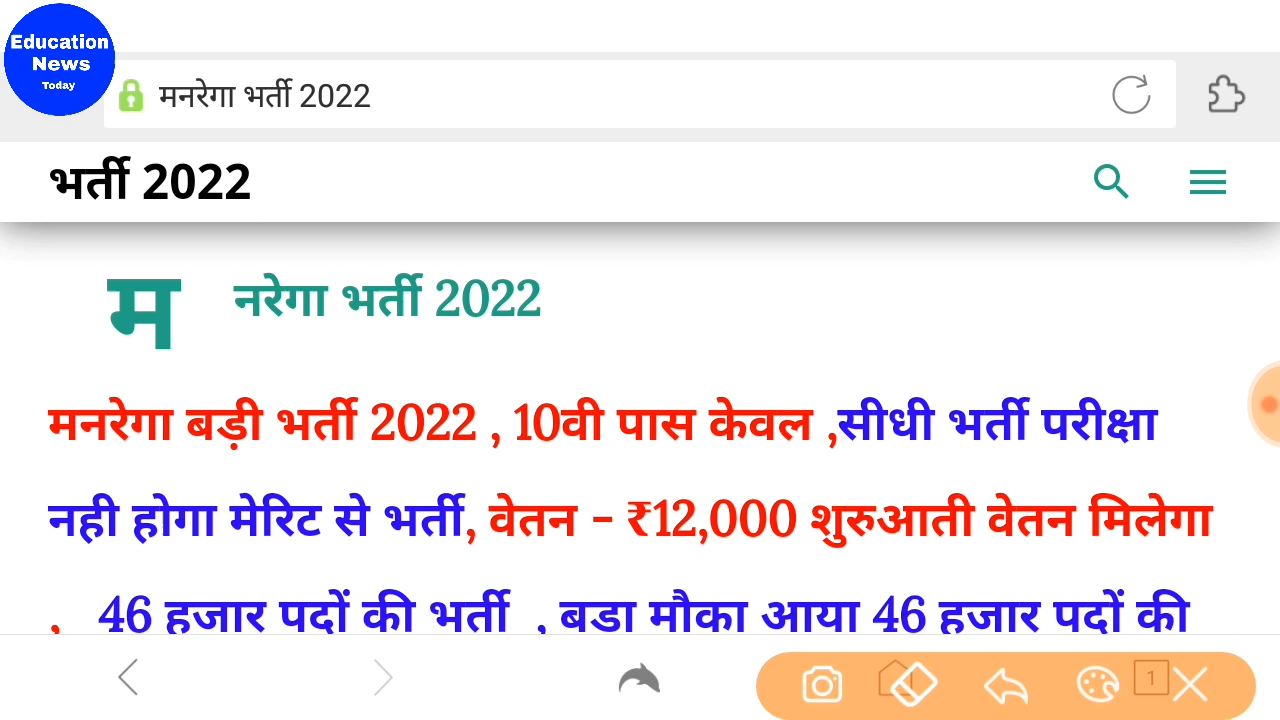 Education
News
Today
मनरेगा भर्ती 2022
भर्ती 2022
मनरेगा भर्ती 2022
मनरेगा बड़ी भर्ती 2022 , 10वी पास केवल ,सीधी भर्ती परीक्षा
नही होगा मेरिट से भर्ती, वेतन - ₹12,000 शुरुआती वेतन मिलेगा
, 46 हजार पदों की भर्ती , बडा मौका आया 46 हजार पदों की
1